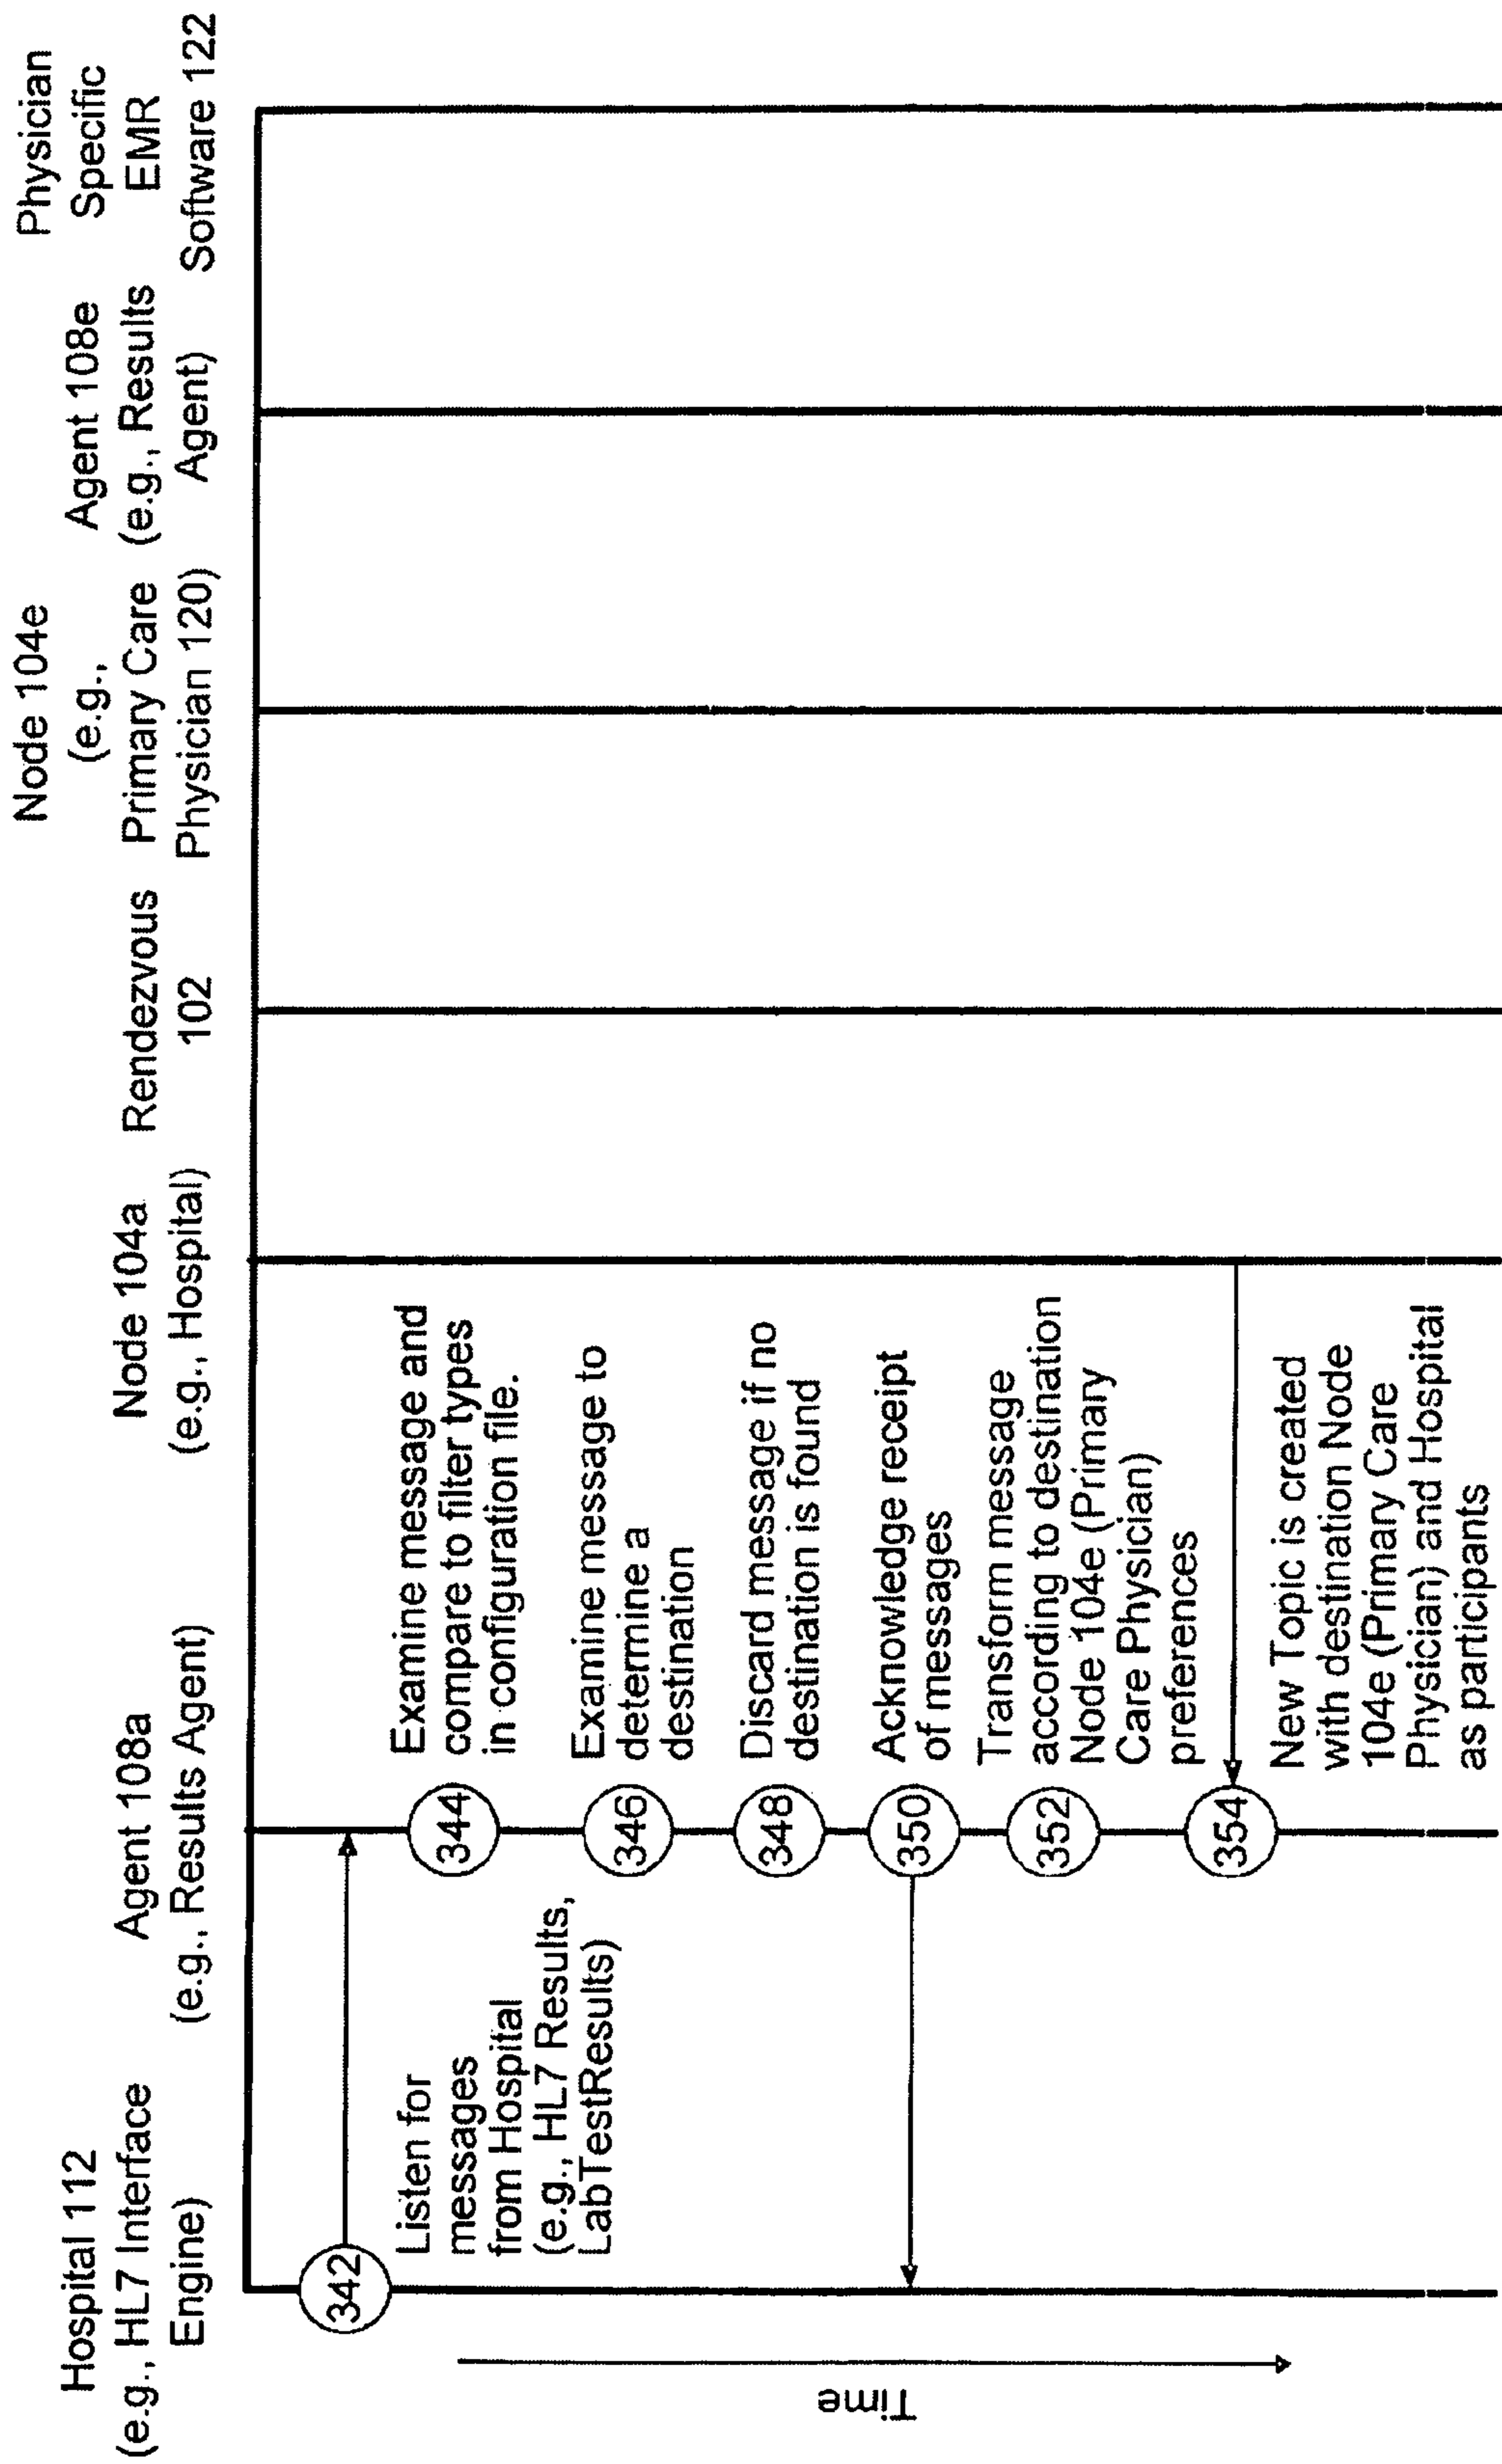 Hospital 112
(e.g., HL7 Interface
Engine)
Agent 108a
(e.g., Results Agent)
Node 104a
(e.g., Hospital)
Rendezvous
102
Node 104e
(e.g.,
Primary Care
Physician 120)
Agent 108e
(e.g., Results
Agent)
Physician
Specific
EMR
Software 122
Time
342
Listen for
messages
from Hospital
(e.g., HL7 Results,
LabTestResults)
344
Examine message and
compare to filter types
in configuration file.
346
Examine message to
determine a
destination
348
Discard message if no
destination is found
350
Acknowledge receipt
of messages
352
Transform message
according to destination
Node 104e (Primary
Care Physician)
preferences
354
New Topic is created
with destination Node
104e (Primary Care
Physician) and Hospital
as participants